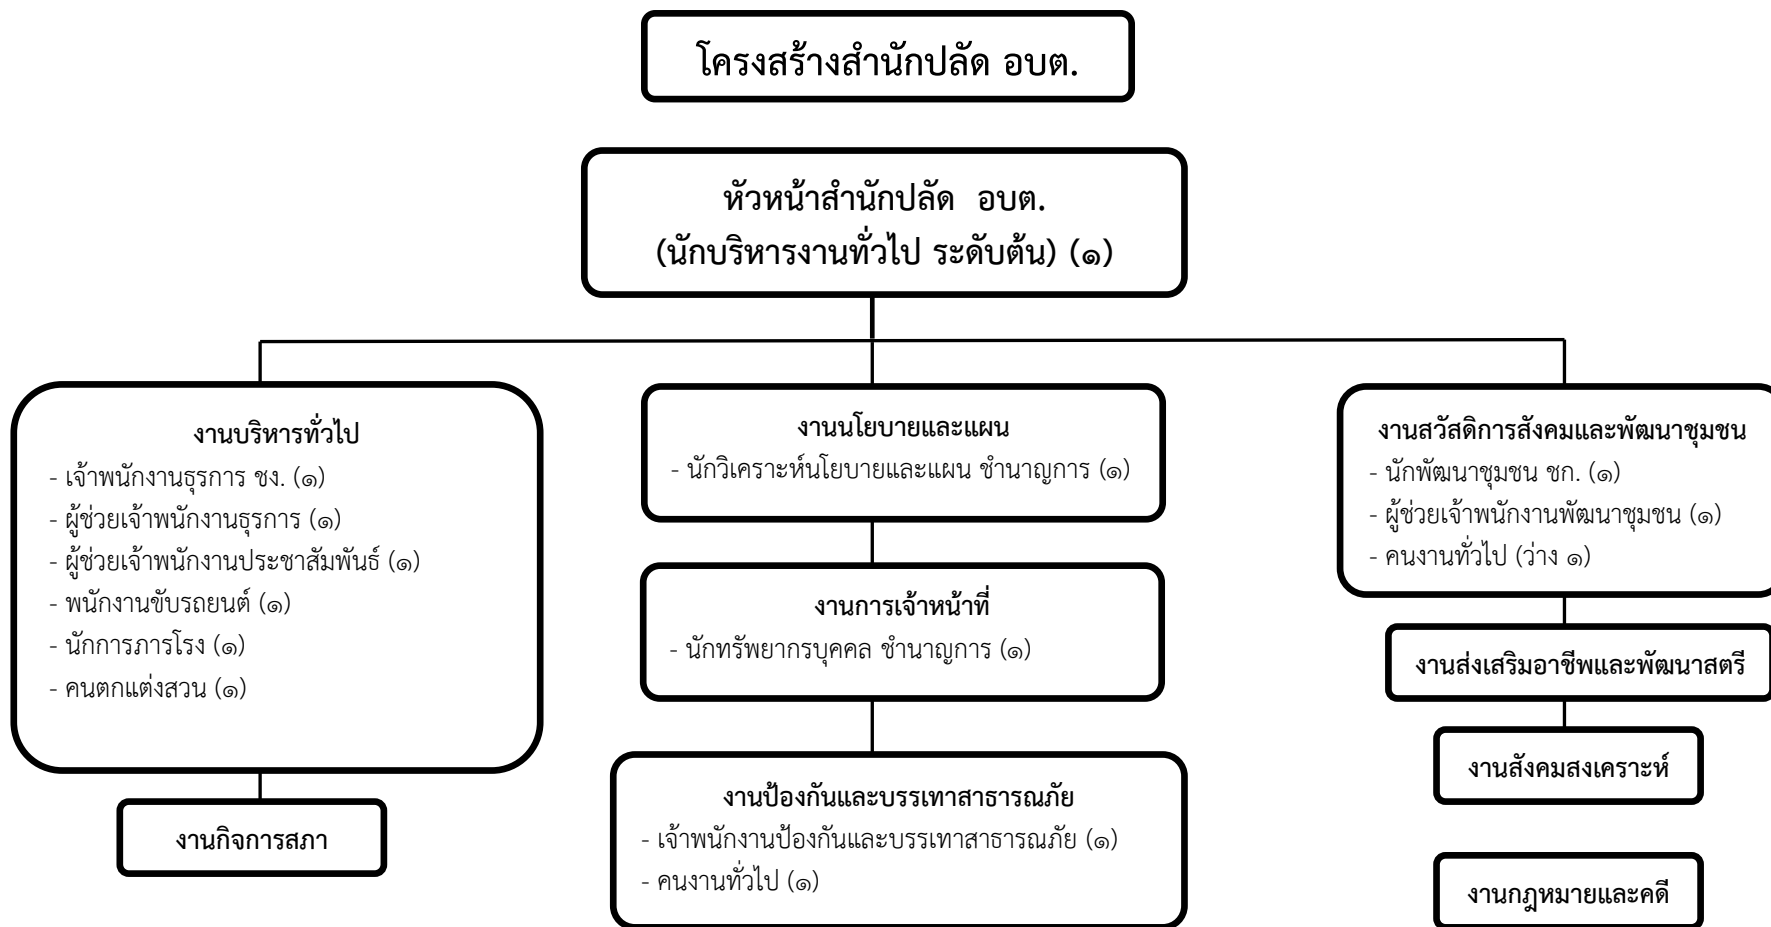 โครงสร้างสำนักปลัด อบต.
หัวหน้าสำนักปลัด อบต.
(นักบริหารงานทั่วไป ระดับต้น) (๑)
งานบริหารทั่วไป
- เจ้าพนักงานธุรการ ชง. (๑)
- ผู้ช่วยเจ้าพนักงานธุรการ (๑)
- ผู้ช่วยเจ้าพนักงานประชาสัมพันธ์ (๑)
- พนักงานขับรถยนต์ (๑)
- นักการภารโรง (๑)
- คนตกแต่งสวน (๑)
งานกิจการสภา
งานนโยบายและแผน
- นักวิเคราะห์นโยบายและแผน ชำนาญการ (๑)
งานการเจ้าหน้าที่
- นักทรัพยากรบุคคล ชำนาญการ (๑)
งานป้องกันและบรรเทาสาธารณภัย
- เจ้าพนักงานป้องกันและบรรเทาสาธารณภัย (๑)
- คนงานทั่วไป (๑)
งานสวัสดิการสังคมและพัฒนาชุมชน
- นักพัฒนาชุมชน ชก. (๑)
- ผู้ช่วยเจ้าพนักงานพัฒนาชุมชน (๑)
- คนงานทั่วไป (ว่าง ๑)
งานส่งเสริมอาชีพและพัฒนาสตรี
งานสังคมสงเคราะห์
งานกฎหมายและคดี